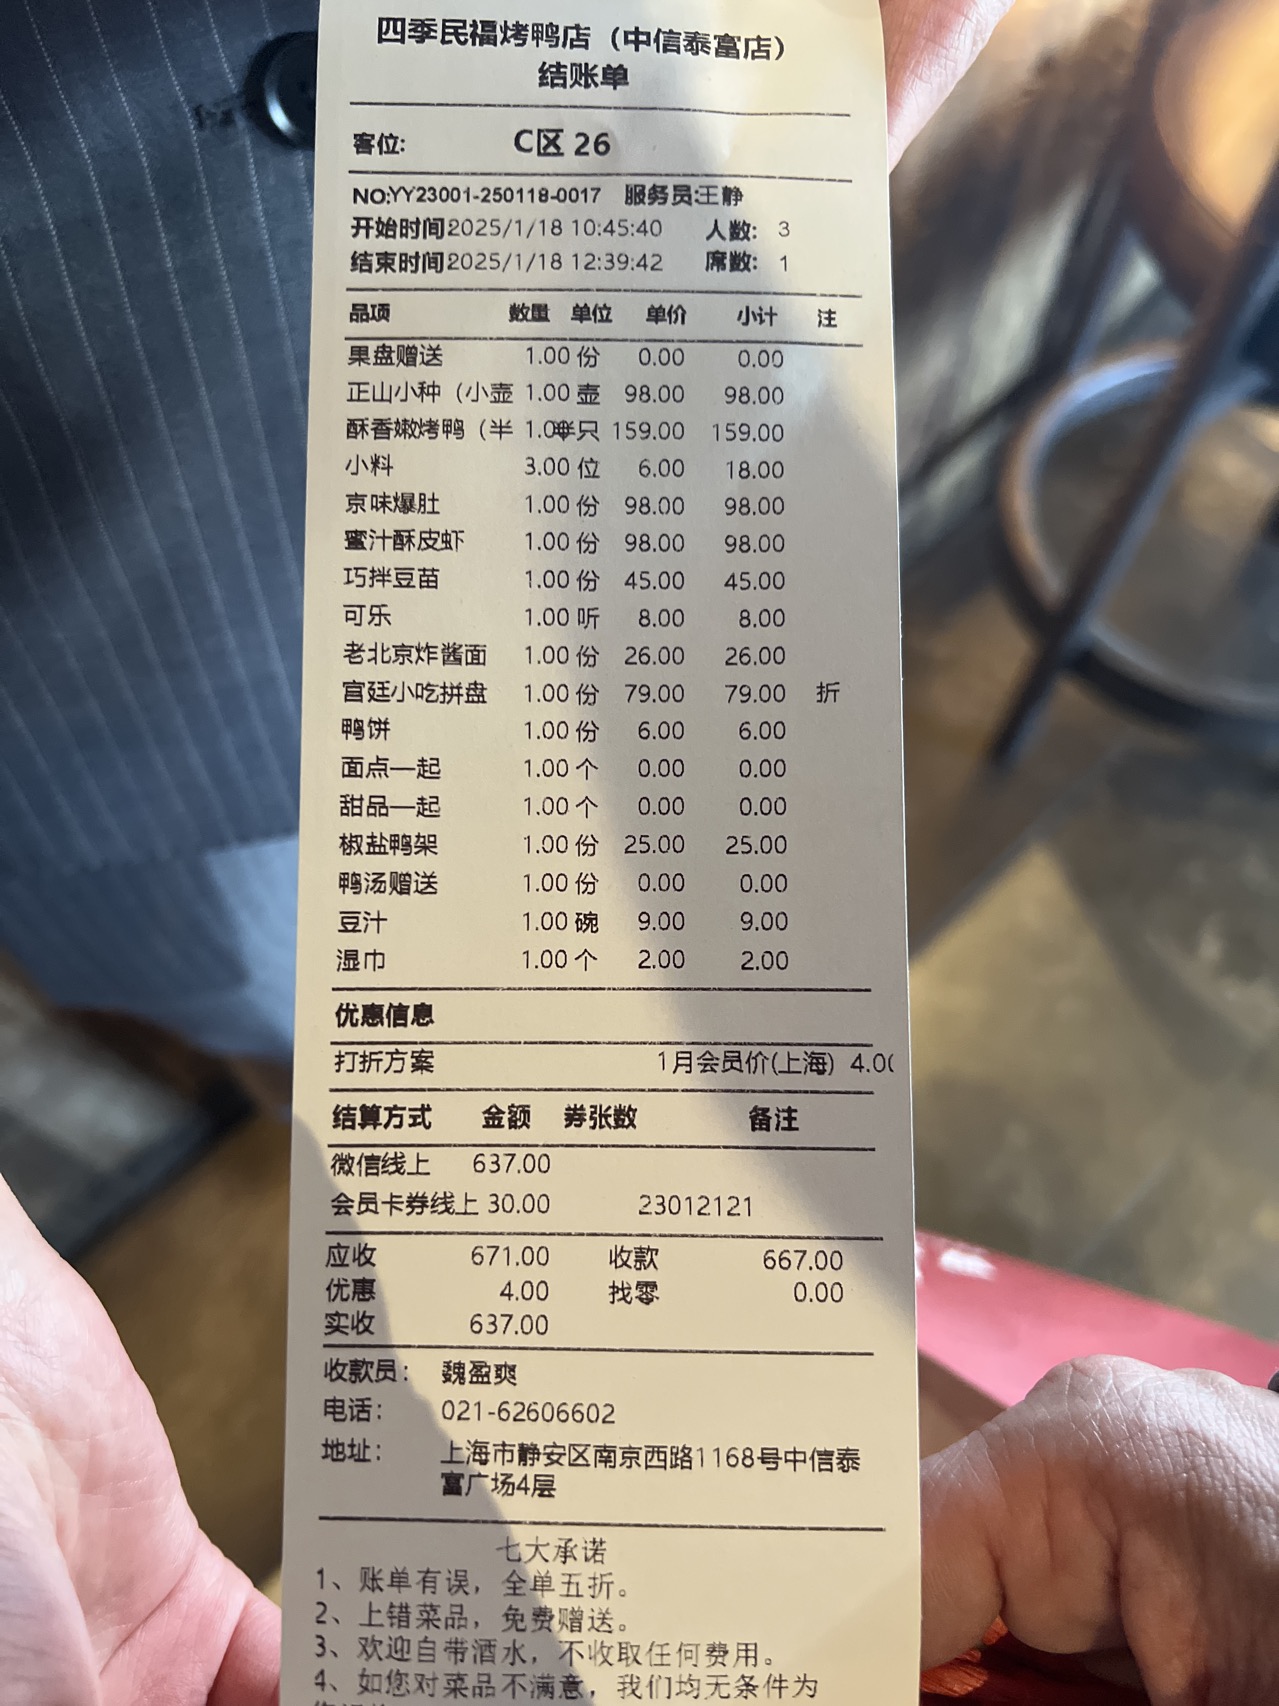 四季民福烤鸭店（中信泰富店）
结账单
客位: C区 26
NO:YY23001-250118-0017 服务员:王静
开始时间2025/1/18 10:45:40 人数: 3
结束时间2025/1/18 12:39:42 席数: 1
品项 数量 单位 单价 小计 注
果盘赠送 1.00 份 0.00 0.00
正山小种（小壶 1.00 壶 98.00 98.00
酥香嫩烤鸭（半 1.00半只 159.00 159.00
小料 3.00 位 6.00 18.00
京味爆肚 1.00 份 98.00 98.00
蜜汁酥皮虾 1.00 份 98.00 98.00
巧拌豆苗 1.00 份 45.00 45.00
可乐 1.00 听 8.00 8.00
老北京炸酱面 1.00 份 26.00 26.00
宫廷小吃拼盘 1.00 份 79.00 79.00 折
鸭饼 1.00 份 6.00 6.00
面点一起 1.00 个 0.00 0.00
甜品一起 1.00 个 0.00 0.00
椒盐鸭架 1.00 份 25.00 25.00
鸭汤赠送 1.00 份 0.00 0.00
豆汁 1.00 碗 9.00 9.00
湿巾 1.00 个 2.00 2.00
优惠信息
打折方案 1月会员价(上海) 4.00
结算方式 金额 券张数 备注
微信线上 637.00
会员卡券线上 30.00 23012121
应收 671.00 收款 667.00
优惠 4.00 找零 0.00
实收 637.00
收款员: 魏盈爽
电话: 021-62606602
地址: 上海市静安区南京西路1168号中信泰
富广场4层
七大承诺
1、账单有误，全单五折。
2、上错菜品，免费赠送。
3、欢迎自带酒水，不收取任何费用。
4、如您对菜品不满意，我们均无条件为